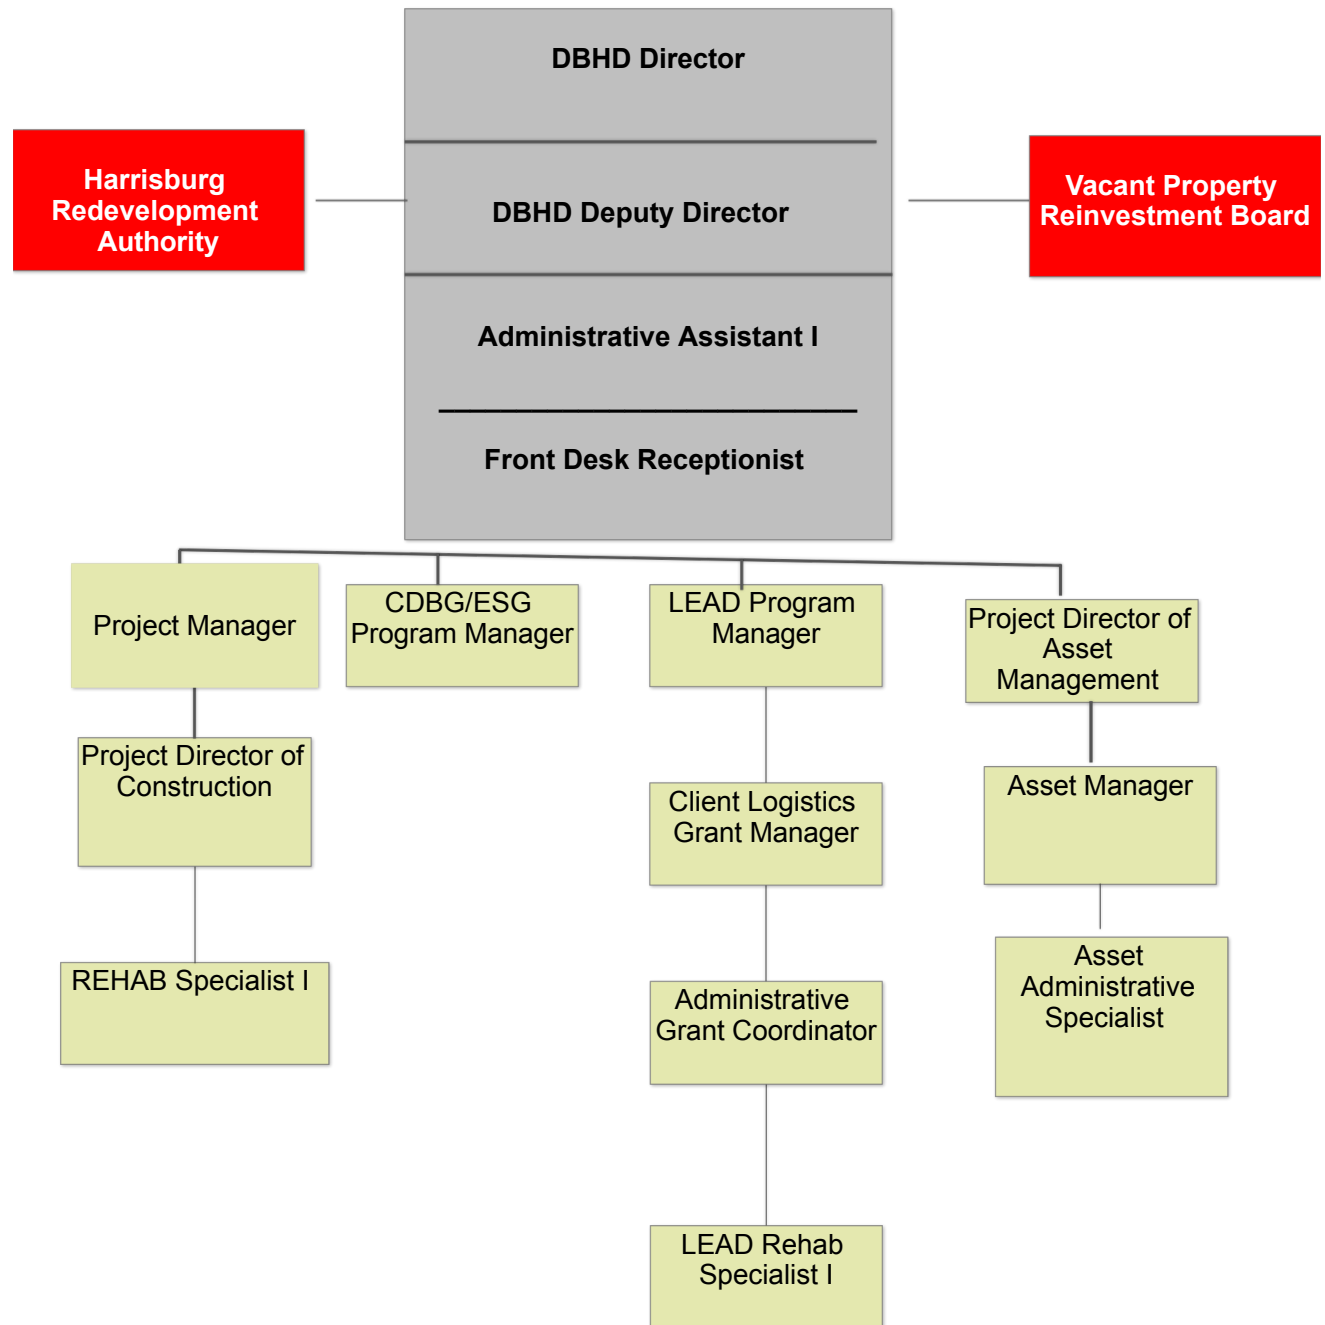 DBHD Director
Harrisburg
Redevelopment
Authority
DBHD Deputy Director
Vacant Property
Reinvestment Board
Administrative Assistant I
Front Desk Receptionist
Project Manager
CDBG/ESG
Program Manager
LEAD Program
Manager
Project Director of
Asset
Management
Project Director of
Construction
Client Logistics
Grant Manager
Asset Manager
REHAB Specialist I
Administrative
Grant Coordinator
Asset
Administrative
Specialist
LEAD Rehab
Specialist I